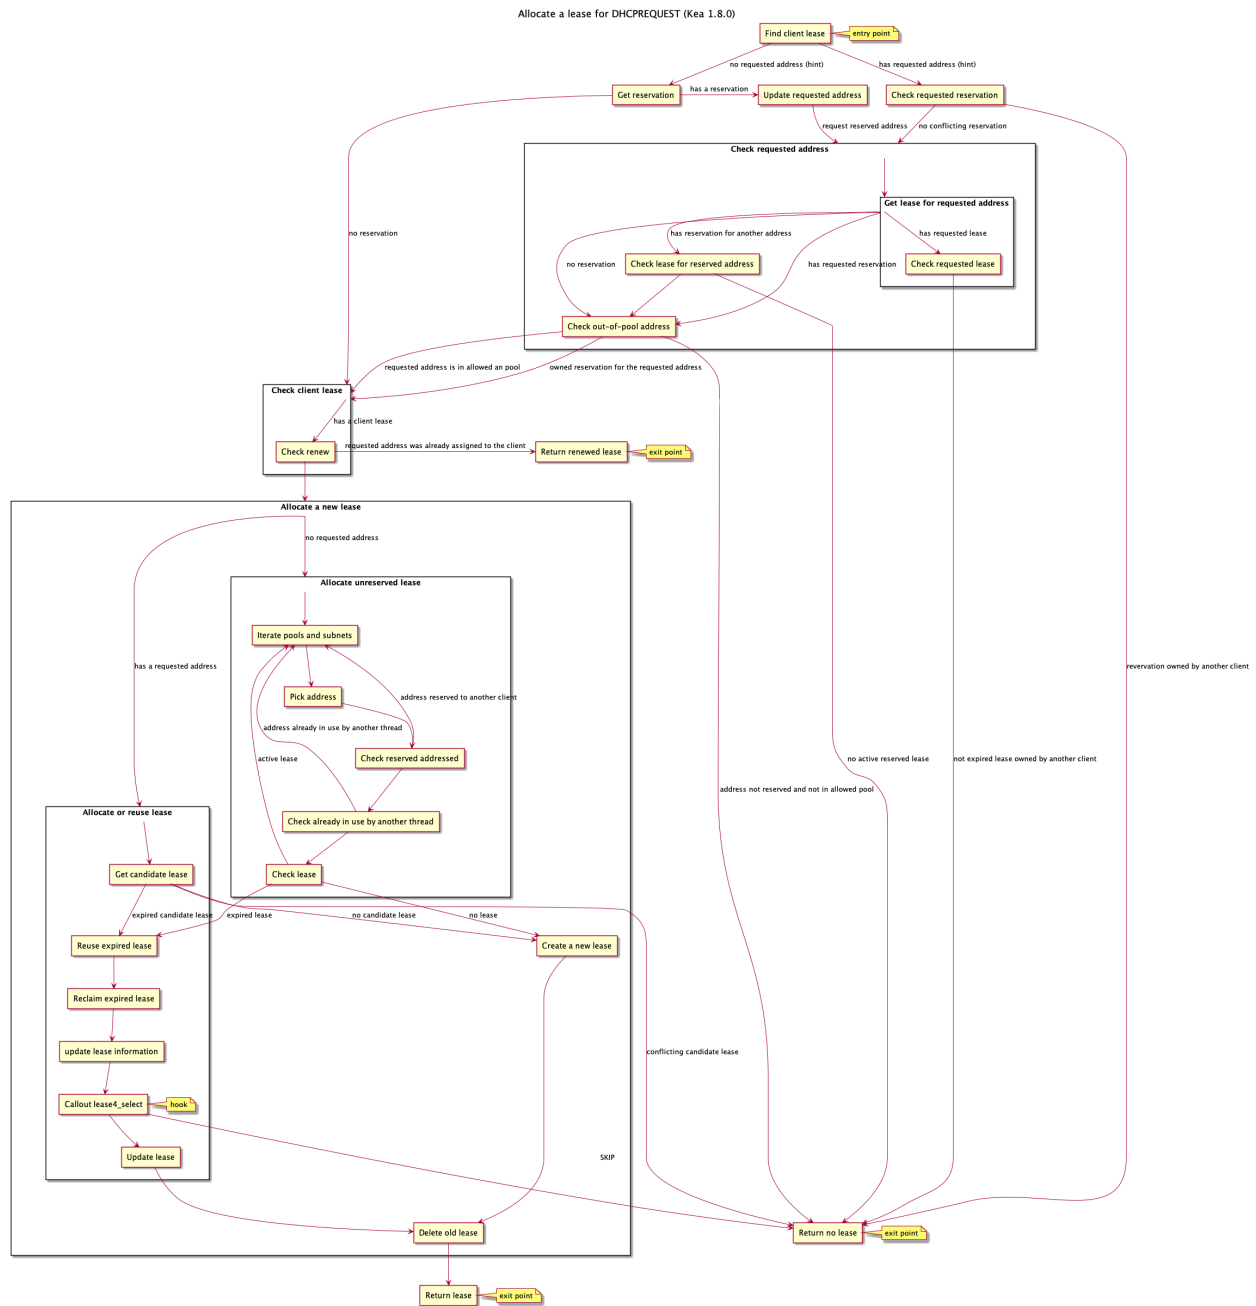 Allocate a lease for DHCPREQUEST (Kea 1.8.0)
Find client lease
entry point
no requested address (hint)
has requested address (hint)
Get reservation
has a reservation
Update requested address
Check requested reservation
request reserved address
no conflicting reservation
Check requested address
Get lease for requested address
has reservation for another address
has requested lease
no reservation
no reservation
Check lease for reserved address
has requested reservation
Check requested lease
Check out-of-pool address
requested address is in allowed an pool
owned reservation for the requested address
Check client lease
has a client lease
Check renew
requested address was already assigned to the client
Return renewed lease
exit point
Allocate a new lease
no requested address
Allocate unreserved lease
Iterate pools and subnets
has a requested address
revervation owned by another client
Pick address
address reserved to another client
address already in use by another thread
active lease
Check reserved addressed
no active reserved lease
not expired lease owned by another client
address not reserved and not in allowed pool
Allocate or reuse lease
Check already in use by another thread
Get candidate lease
Check lease
expired candidate lease
expired lease
no candidate lease
no lease
Reuse expired lease
Create a new lease
Reclaim expired lease
update lease information
conflicting candidate lease
Callout lease4_select
hook
Update lease
SKIP
Delete old lease
Return no lease
exit point
Return lease
exit point